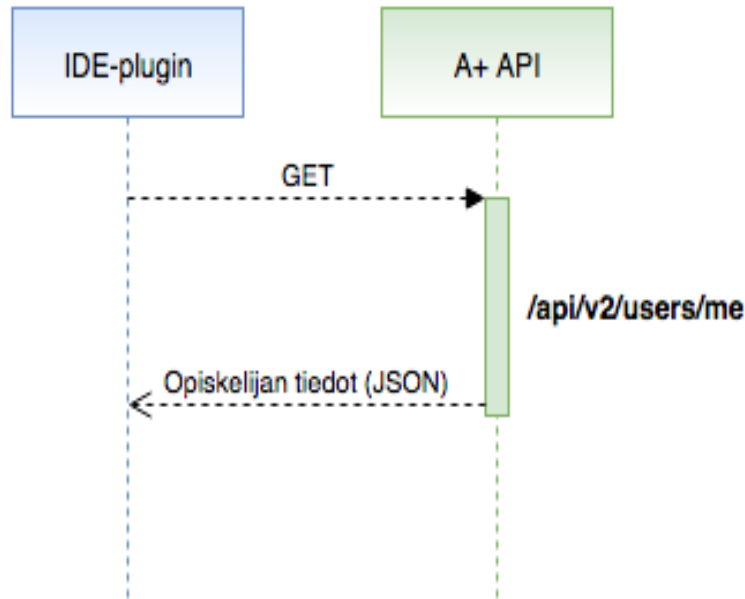 IDE-plugin
A+ API
GET
/api/v2/users/me
Opiskelijan tiedot (JSON)